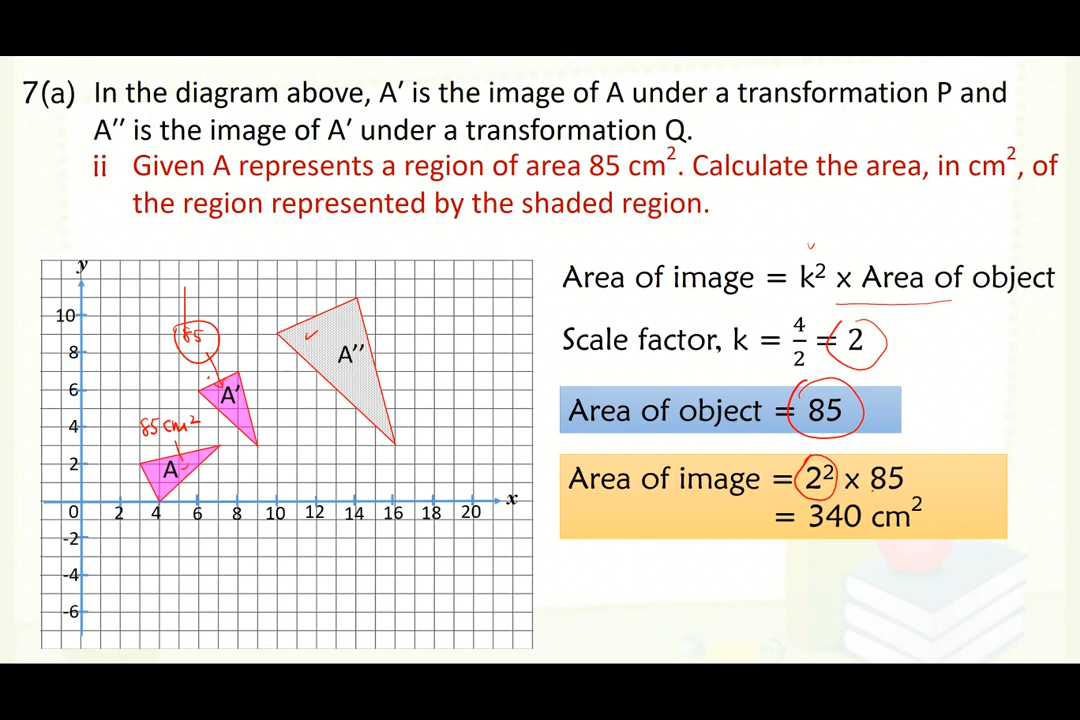 7(a) In the diagram above, A′ is the image of A under a transformation P and
A″ is the image of A′ under a transformation Q.
ii Given A represents a region of area 85 cm². Calculate the area, in cm², of
the region represented by the shaded region.
y
10
8
6
4
2
0 2 4 6 8 10 12 14 16 18 20 x
-2
-4
-6
85
A″
A′
85 cm²
A
Area of image = k² x Area of object
Scale factor, k = 4/2 = 2
Area of object = 85
Area of image = 2² x 85
= 340 cm²